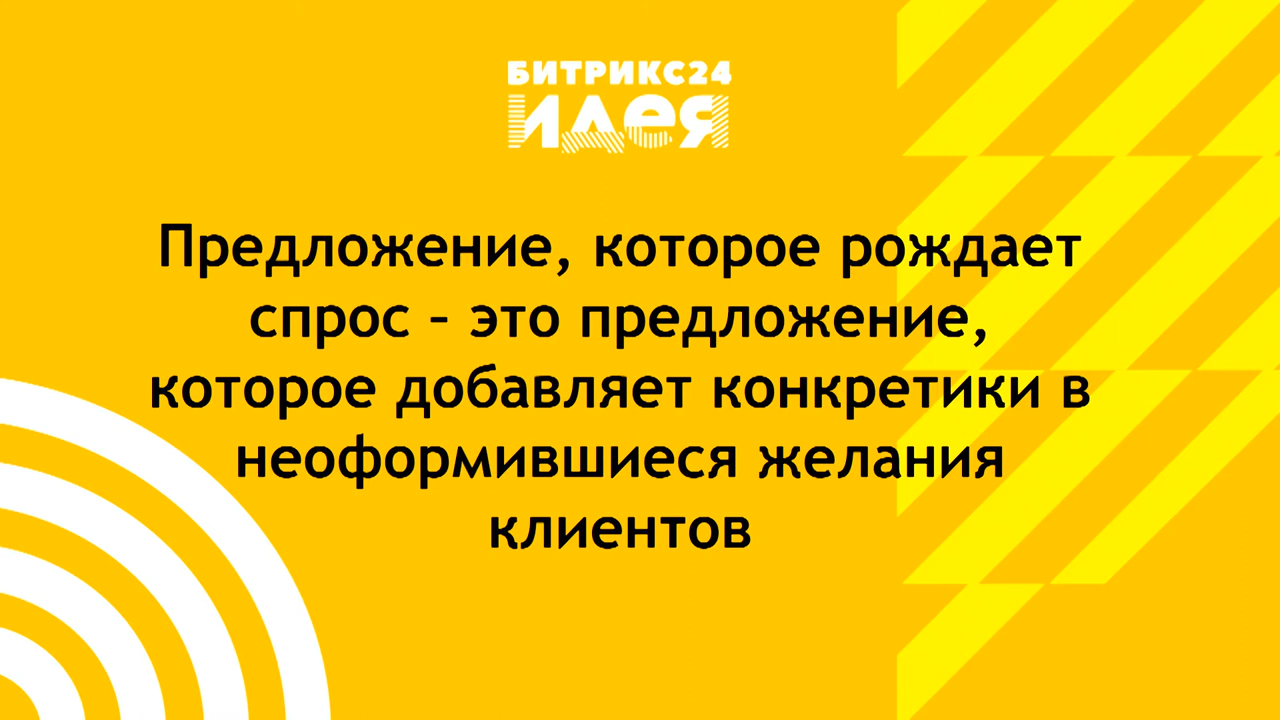 БИТРИКС24
ИДЕЯ
Предложение, которое рождает
спрос – это предложение,
которое добавляет конкретики в
неоформившиеся желания
клиентов